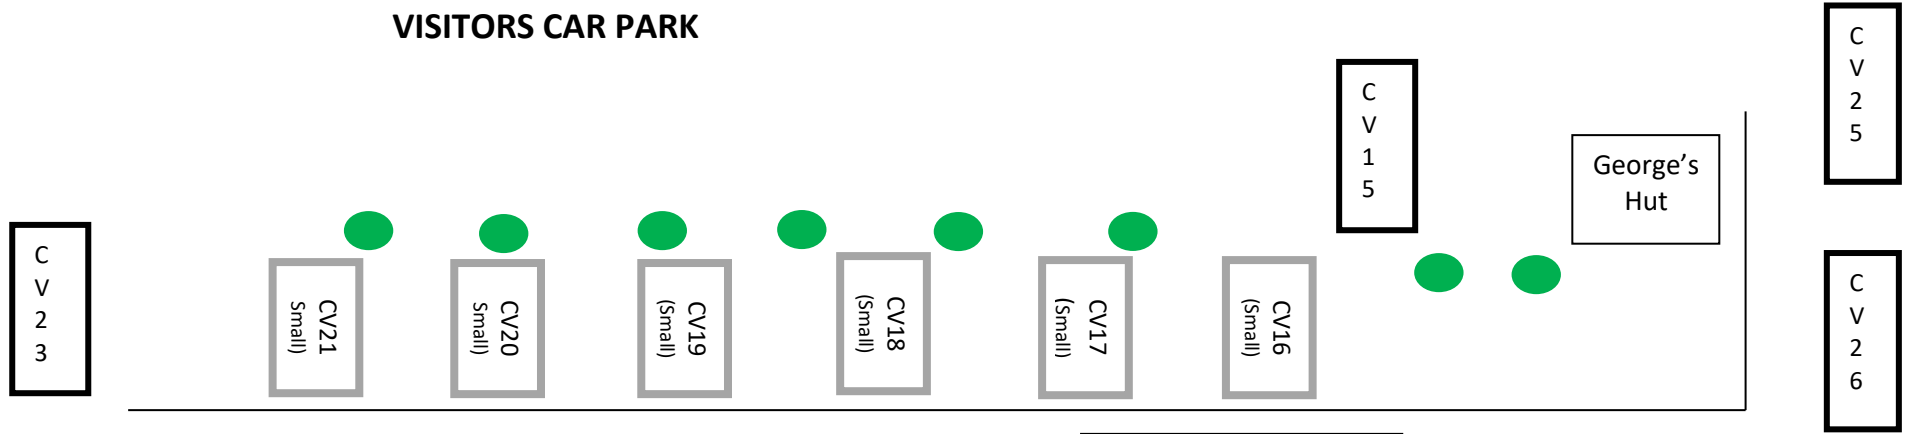 VISITORS CAR PARK
C
V
2
5
C
V
1
5
George’s
Hut
C
V
2
3
CV21
Small)
CV20
Small)
CV19
(Small)
CV18
(Small)
CV17
(Small)
CV16
(Small)
C
V
2
6